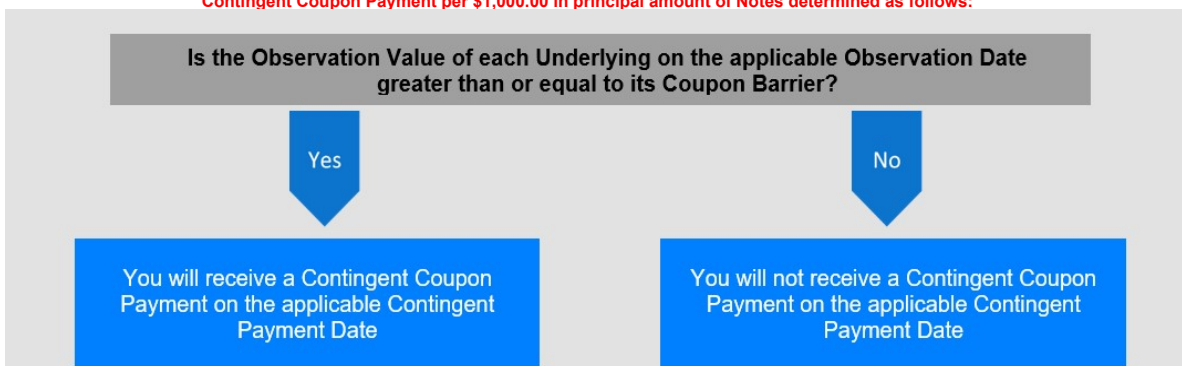 Contingent Coupon Payment per $1,000.00 in principal amount of Notes determined as follows:
Is the Observation Value of each Underlying on the applicable Observation Date
greater than or equal to its Coupon Barrier?
Yes
No
You will receive a Contingent Coupon
Payment on the applicable Contingent
Payment Date
You will not receive a Contingent Coupon
Payment on the applicable Contingent
Payment Date